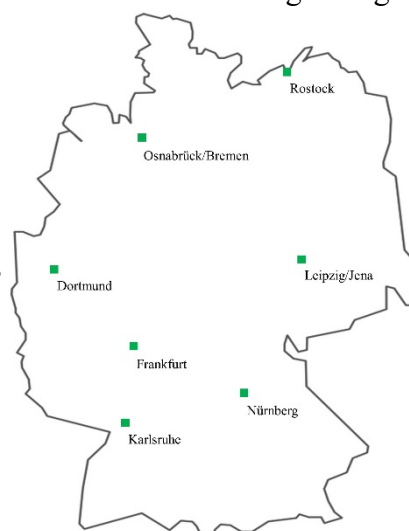 Rostock
Osnabrück/Bremen
Leipzig/Jena
Dortmund
Frankfurt
Nürnberg
Karlsruhe